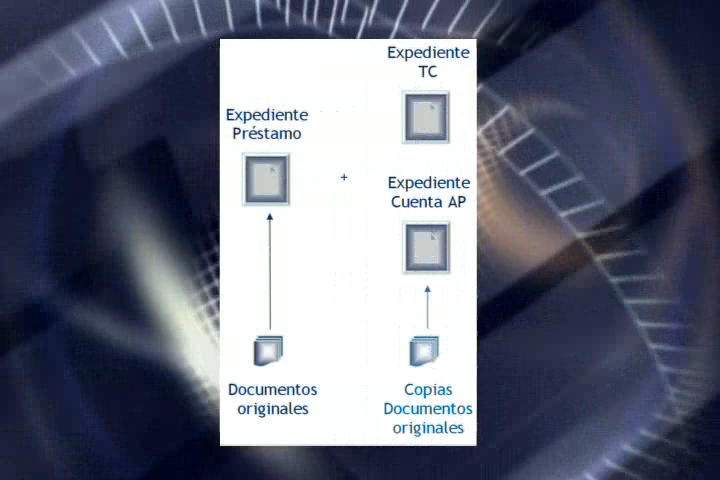 Expediente
TC
Expediente
Préstamo
+
Expediente
Cuenta AP
Documentos
originales
Copias
Documentos
originales